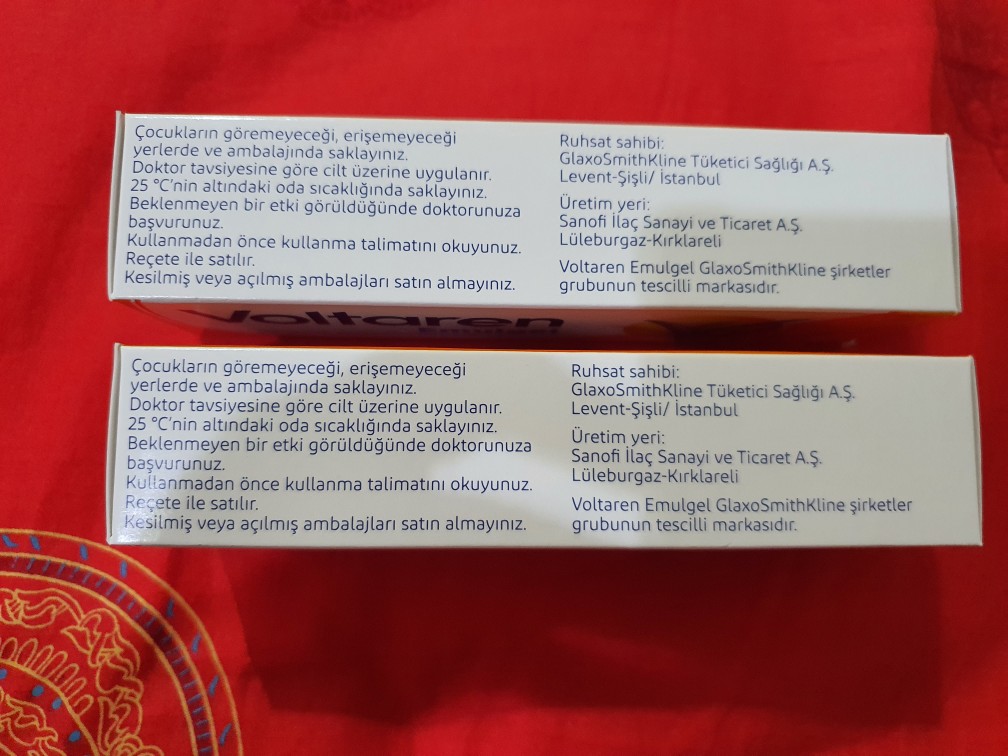 Çocukların göremeyeceği, erişemeyeceği
yerlerde ve ambalajında saklayınız.
Doktor tavsiyesine göre cilt üzerine uygulanır.
25 °C'nin altındaki oda sıcaklığında saklayınız.
Beklenmeyen bir etki görüldüğünde doktorunuza
başvurunuz.
Kullanmadan önce kullanma talimatını okuyunuz.
Reçete ile satılır.
Kesilmiş veya açılmış ambalajları satın almayınız.
Ruhsat sahibi:
GlaxoSmithKline Tüketici Sağlığı A.Ş.
Levent-Şişli/ İstanbul
Üretim yeri:
Sanofi İlaç Sanayi ve Ticaret A.Ş.
Lüleburgaz-Kırklareli
Voltaren Emulgel GlaxoSmithKline şirketler
grubunun tescilli markasıdır.
Voltaren
Çocukların göremeyeceği, erişemeyeceği
yerlerde ve ambalajında saklayınız.
Doktor tavsiyesine göre cilt üzerine uygulanır.
25 °C'nin altındaki oda sıcaklığında saklayınız.
Beklenmeyen bir etki görüldüğünde doktorunuza
başvurunuz.
Kullanmadan önce kullanma talimatını okuyunuz.
Reçete ile satılır.
Kesilmiş veya açılmış ambalajları satın almayınız.
Ruhsat sahibi:
GlaxoSmithKline Tüketici Sağlığı A.Ş.
Levent-Şişli/ İstanbul
Üretim yeri:
Sanofi İlaç Sanayi ve Ticaret A.Ş.
Lüleburgaz-Kırklareli
Voltaren Emulgel GlaxoSmithKline şirketler
grubunun tescilli markasıdır.